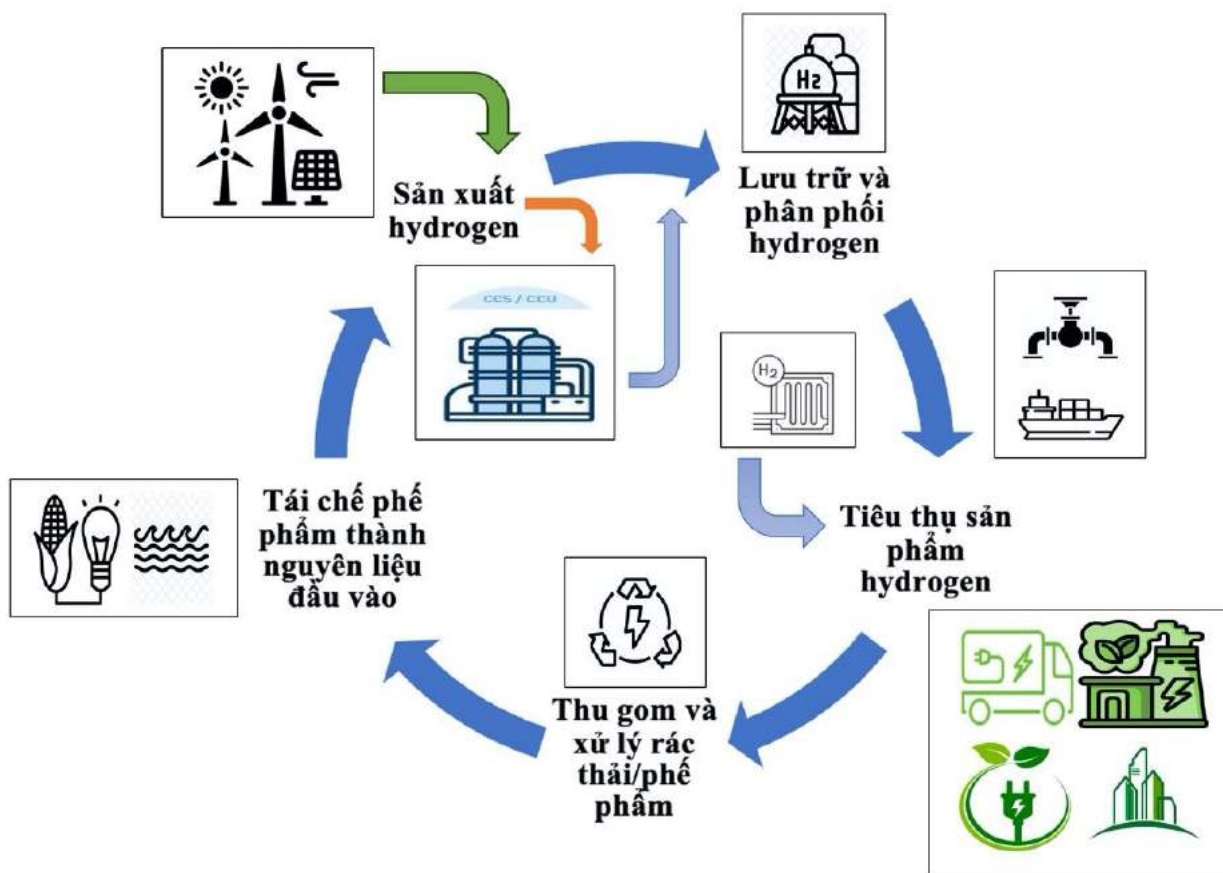 H2
Lưu trữ và
phân phối
hydrogen
Sản xuất
hydrogen
CCS / CCU
H2
Tiêu thụ sản
phẩm
hydrogen
Tái chế phế
phẩm thành
nguyên liệu
đầu vào
Thu gom và
xử lý rác
thải/phế
phẩm